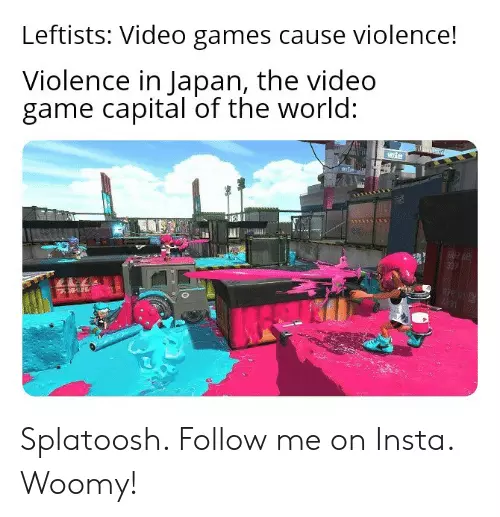 Leftists: Video games cause violence!
Violence in Japan, the video
game capital of the world:
Splatoosh. Follow me on Insta.
Woomy!